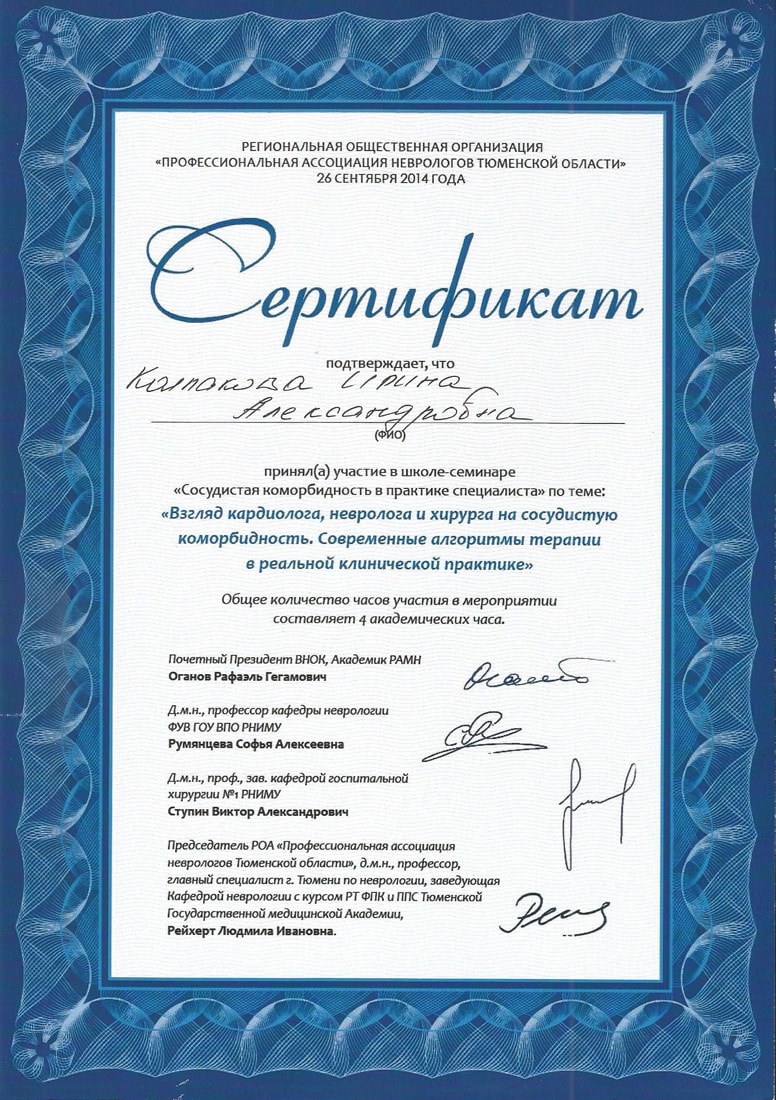 РЕГИОНАЛЬНАЯ ОБЩЕСТВЕННАЯ ОРГАНИЗАЦИЯ
«ПРОФЕССИОНАЛЬНАЯ АССОЦИАЦИЯ НЕВРОЛОГОВ ТЮМЕНСКОЙ ОБЛАСТИ»
26 СЕНТЯБРЯ 2014 ГОДА
Сертификат
подтверждает, что
Колпакова Ирина
Александровна
(ФИО)
принял(а) участие в школе-семинаре
«Сосудистая коморбидность в практике специалиста» по теме:
«Взгляд кардиолога, невролога и хирурга на сосудистую
коморбидность. Современные алгоритмы терапии
в реальной клинической практике»
Общее количество часов участия в мероприятии
составляет 4 академических часа.
Почетный Президент ВНОК, Академик РАМН
Оганов Рафаэль Гегамович
Д.м.н., профессор кафедры неврологии
ФУВ ГОУ ВПО РНИМУ
Румянцева Софья Алексеевна
Д.м.н., проф., зав. кафедрой госпитальной
хирургии №1 РНИМУ
Ступин Виктор Александрович
Председатель РОА «Профессиональная ассоциация
неврологов Тюменской области», д.м.н., профессор,
главный специалист г. Тюмени по неврологии, заведующая
Кафедрой неврологии с курсом РТ ФПК и ППС Тюменской
Государственной медицинской Академии,
Рейхерт Людмила Ивановна.